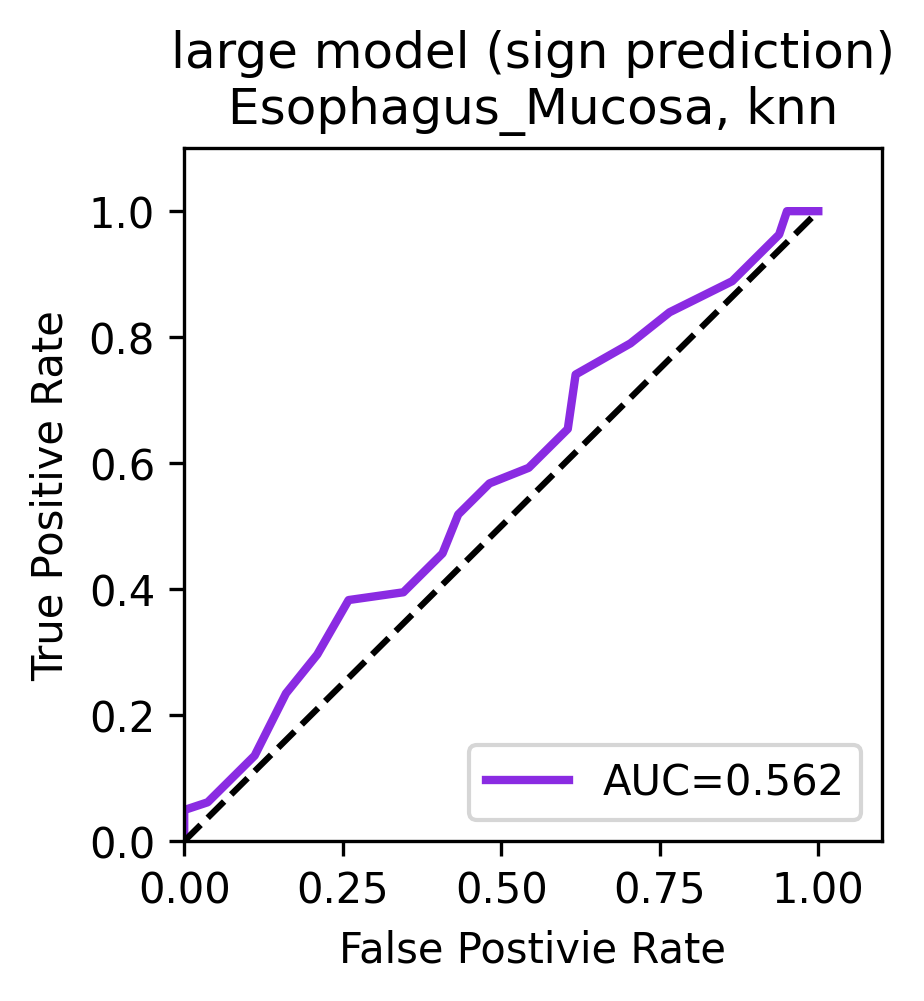 large model (sign prediction)
Esophagus_Mucosa, knn
1.0
0.8
0.6
0.4
0.2
0.0
True Positive Rate
AUC=0.562
0.00 0.25 0.50 0.75 1.00
False Postivie Rate